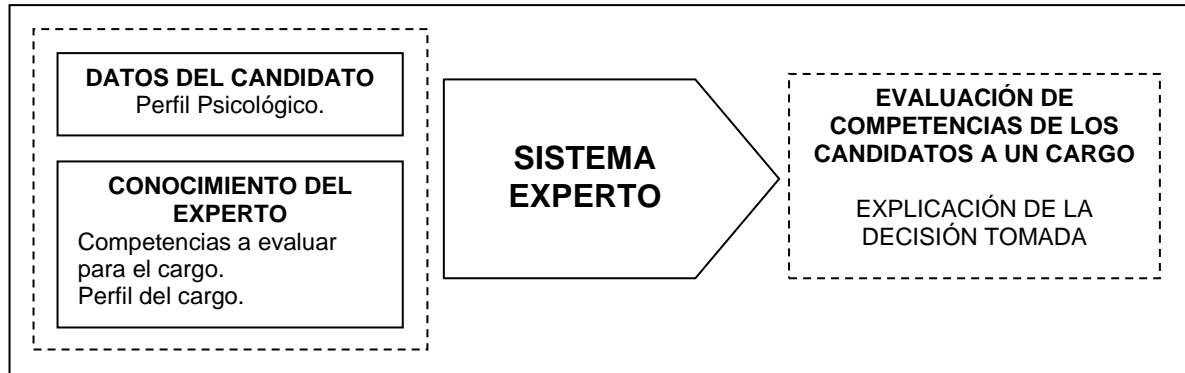 DATOS DEL CANDIDATO
Perfil Psicológico.
CONOCIMIENTO DEL
EXPERTO
Competencias a evaluar
para el cargo.
Perfil del cargo.
SISTEMA
EXPERTO
EVALUACIÓN DE
COMPETENCIAS DE LOS
CANDIDATOS A UN CARGO
EXPLICACIÓN DE LA
DECISIÓN TOMADA